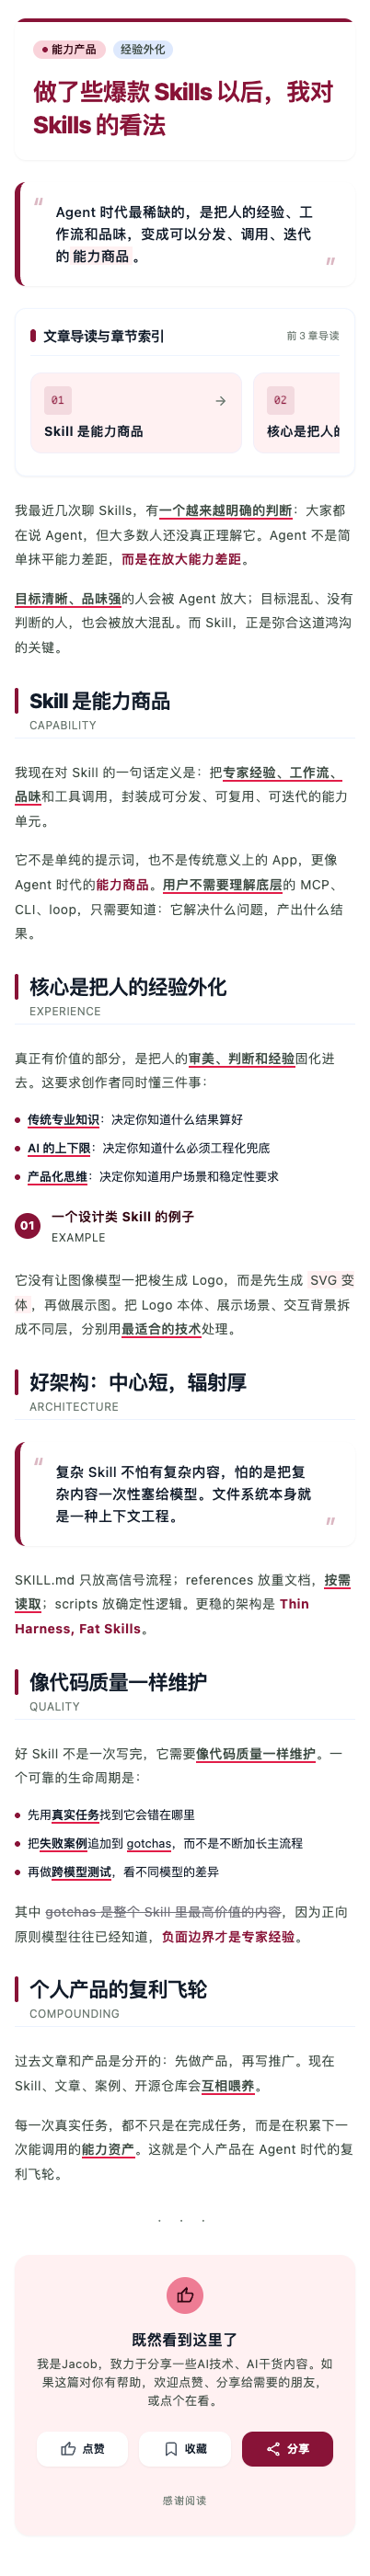 能力产品 经验外化
做了些爆款 Skills 以后，我对
Skills 的看法
"
Agent 时代最稀缺的，是把人的经验、工
作流和品味，变成可以分发、调用、迭代
的 能力商品 。
"
文章导读与章节索引 前 3 章导读
01 → 02
Skill 是能力商品 核心是把人的
我最近几次聊 Skills，有一个越来越明确的判断：大家都
在说 Agent，但大多数人还没真正理解它。Agent 不是简
单抹平能力差距，而是在放大能力差距。
目标清晰、品味强的人会被 Agent 放大；目标混乱、没有
判断的人，也会被放大混乱。而 Skill，正是弥合这道鸿沟
的关键。
Skill 是能力商品
CAPABILITY
我现在对 Skill 的一句话定义是：把专家经验、工作流、
品味和工具调用，封装成可分发、可复用、可迭代的能力
单元。
它不是单纯的提示词，也不是传统意义上的 App，更像
Agent 时代的能力商品。用户不需要理解底层的 MCP、
CLI、loop，只需要知道：它解决什么问题，产出什么结
果。
核心是把人的经验外化
EXPERIENCE
真正有价值的部分，是把人的审美、判断和经验固化进
去。这要求创作者同时懂三件事：
传统专业知识：决定你知道什么结果算好
AI 的上下限：决定你知道什么必须工程化兜底
产品化思维：决定你知道用户场景和稳定性要求
01 一个设计类 Skill 的例子
EXAMPLE
它没有让图像模型一把梭生成 Logo，而是先生成 SVG 变
体 ，再做展示图。把 Logo 本体、展示场景、交互背景拆
成不同层，分别用最适合的技术处理。
好架构：中心短，辐射厚
ARCHITECTURE
"
复杂 Skill 不怕有复杂内容，怕的是把复
杂内容一次性塞给模型。文件系统本身就
是一种上下文工程。
"
SKILL.md 只放高信号流程；references 放重文档，按需
读取；scripts 放确定性逻辑。更稳的架构是 Thin
Harness, Fat Skills。
像代码质量一样维护
QUALITY
好 Skill 不是一次写完，它需要像代码质量一样维护。一
个可靠的生命周期是：
先用真实任务找到它会错在哪里
把失败案例追加到 gotchas，而不是不断加长主流程
再做跨模型测试，看不同模型的差异
其中 gotchas 是整个 Skill 里最高价值的内容，因为正向
原则模型往往已经知道，负面边界才是专家经验。
个人产品的复利飞轮
COMPOUNDING
过去文章和产品是分开的：先做产品，再写推广。现在
Skill、文章、案例、开源仓库会互相喂养。
每一次真实任务，都不只是在完成任务，而是在积累下一
次能调用的能力资产。这就是个人产品在 Agent 时代的复
利飞轮。
· · ·
既然看到这里了
我是Jacob，致力于分享一些AI技术、AI干货内容。如
果这篇对你有帮助，欢迎点赞、分享给需要的朋友，
或点个在看。
点赞 收藏 分享
感谢阅读